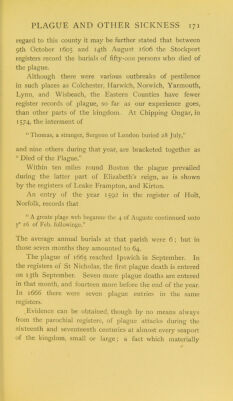 PLAGUE AND OTHER SICKNESS 171
regard to this county it may be further stated that between
9th October 1605 and 14th August 1606 the Stockport
registers record the burials of fifty-one persons who died of
the plague.
Although there were various outbreaks of pestilence
in such places as Colchester, Harwich, Norwich, Yarmouth,
Lynn, and Wisbeach, the Eastern Counties have fewer
register records of plague, so far as our experience goes,
than other parts of the kingdom. At Chipping Ongar, in
1574, the interment of
"Thomas, a stranger, Surgeon of London buried 28 July,"
and nine others during that year, are bracketed together as
"Died of the Plague."
Within ten miles round Boston the plague prevailed
during the latter part of Elizabeth's reign, as is shown
by the registers of Leake Frampton, and Kirton.
An entry of the year 1592 in the register of Holt,
Norfolk, records that
"A greate plage wch beganne the 4 of Auguste continued unto
yᵉ 26 of Feb. followinge."
The average annual burials at that parish were 6; but in
those seven months they amounted to 64.
The plague of 1665 reached Ipswich in September. In
the registers of St Nicholas, the first plague death is entered
on 13th September. Seven more plague deaths are entered
in that month, and fourteen more before the end of the year.
In 1666 there were seven plague entries in the same
registers.
Evidence can be obtained, though by no means always
from the parochial registers, of plague attacks during the
sixteenth and seventeenth centuries at almost every seaport
of the kingdom, small or large; a fact which materially